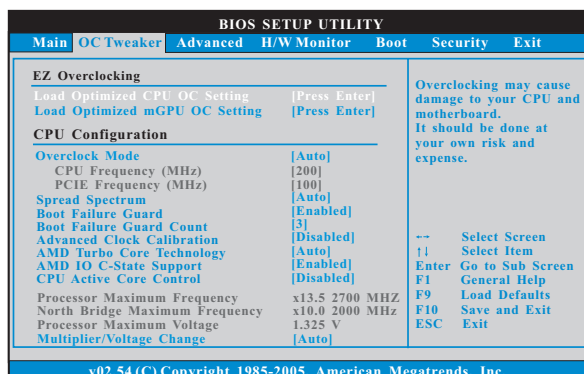 BIOS SETUP UTILITY
Main OC Tweaker Advanced H/W Monitor Boot Security Exit
EZ Overclocking
Load Optimized CPU OC Setting [Press Enter]
Load Optimized mGPU OC Setting [Press Enter]
CPU Configuration
Overclock Mode [Auto]
CPU Frequency (MHz) [200]
PCIE Frequency (MHz) [100]
Spread Spectrum [Auto]
Boot Failure Guard [Enabled]
Boot Failure Guard Count [3]
Advanced Clock Calibration [Disabled]
AMD Turbo Core Technology [Auto]
AMD IO C-State Support [Enabled]
CPU Active Core Control [Disabled]
Processor Maximum Frequency x13.5 2700 MHZ
North Bridge Maximum Frequency x10.0 2000 MHz
Processor Maximum Voltage 1.325 V
Multiplier/Voltage Change [Auto]
Overclocking may cause
damage to your CPU and
motherboard.
It should be done at
your own risk and
expense.
←→ Select Screen
↑↓ Select Item
Enter Go to Sub Screen
F1 General Help
F9 Load Defaults
F10 Save and Exit
ESC Exit
v02.54 (C) Copyright 1985-2005, American Megatrends, Inc.